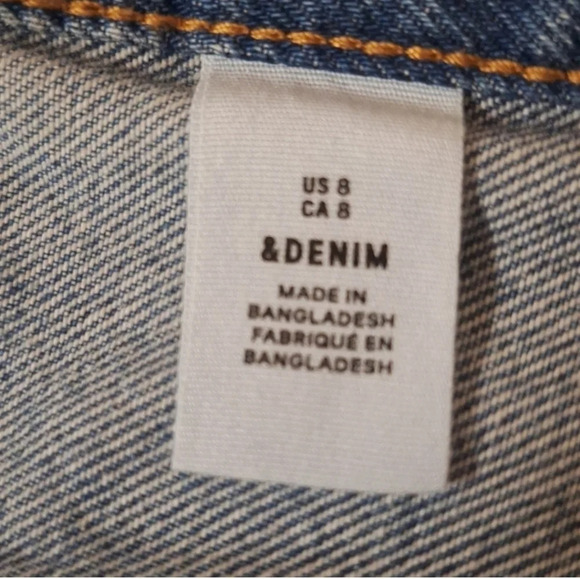 US 8
CA 8
&DENIM
MADE IN
BANGLADESH
FABRIQUÉ EN
BANGLADESH